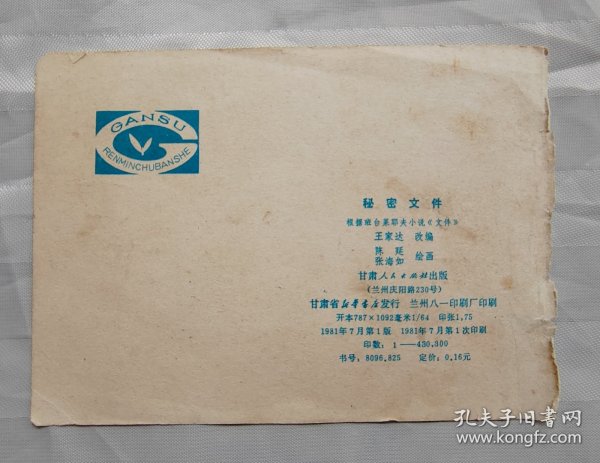 GANSU
RENMINCHUBANSHE
秘密文件
根据班台莱耶夫小说《文件》
王家达 改编
陈延
张海如 绘画
甘肃人民出版社出版
(兰州庆阳路230号)
甘肃省新华书店发行 兰州八一印刷厂印刷
开本787×1092毫米1/64 印张1.75
1981年7月第1版 1981年7月第1次印刷
印数：1——430,300
书号：8096.825 定价：0.16元
孔夫子旧书网
www.kongfz.com